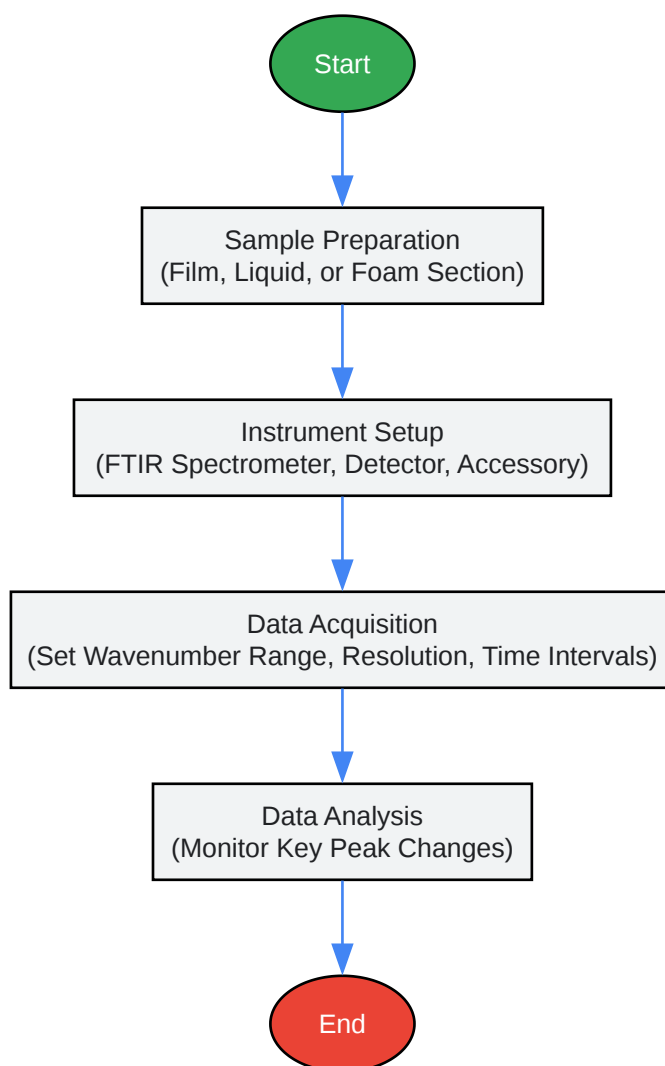 Start
Sample Preparation
(Film, Liquid, or Foam Section)
Instrument Setup
(FTIR Spectrometer, Detector, Accessory)
Data Acquisition
(Set Wavenumber Range, Resolution, Time Intervals)
Data Analysis
(Monitor Key Peak Changes)
End